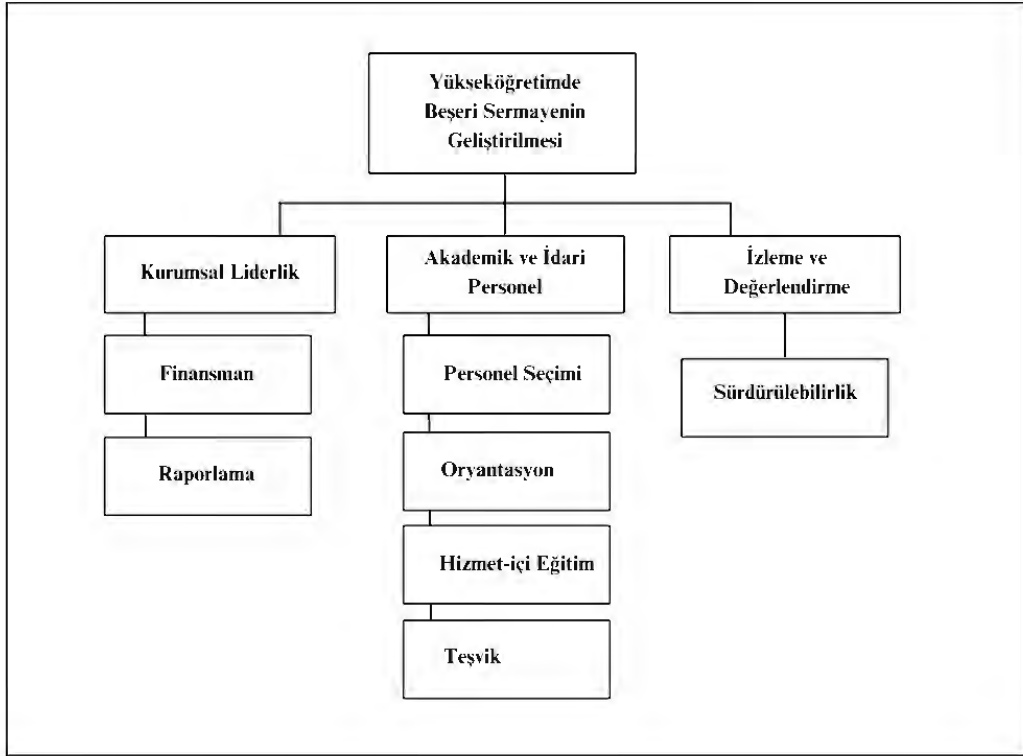 Yükseköğretimde
Beşeri Sermayenin
Geliştirilmesi
Kurumsal Liderlik
Akademik ve İdari
Personel
İzleme ve
Değerlendirme
Finansman
Personel Seçimi
Sürdürülebilirlik
Raporlama
Oryantasyon
Hizmet-içi Eğitim
Teşvik